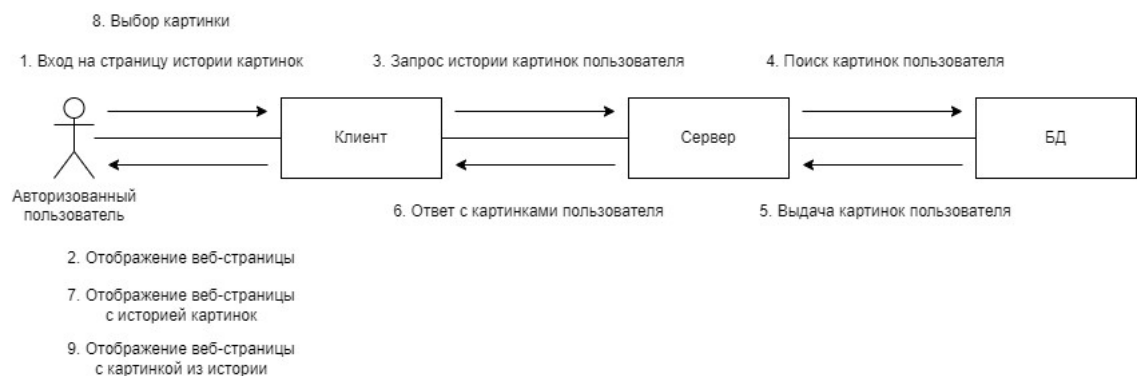 8. Выбор картинки
1. Вход на страницу истории картинок
3. Запрос истории картинок пользователя
4. Поиск картинок пользователя
Клиент
Сервер
БД
Авторизованный
пользователь
6. Ответ с картинками пользователя
5. Выдача картинок пользователя
2. Отображение веб-страницы
7. Отображение веб-страницы
с историей картинок
9. Отображение веб-страницы
с картинкой из истории